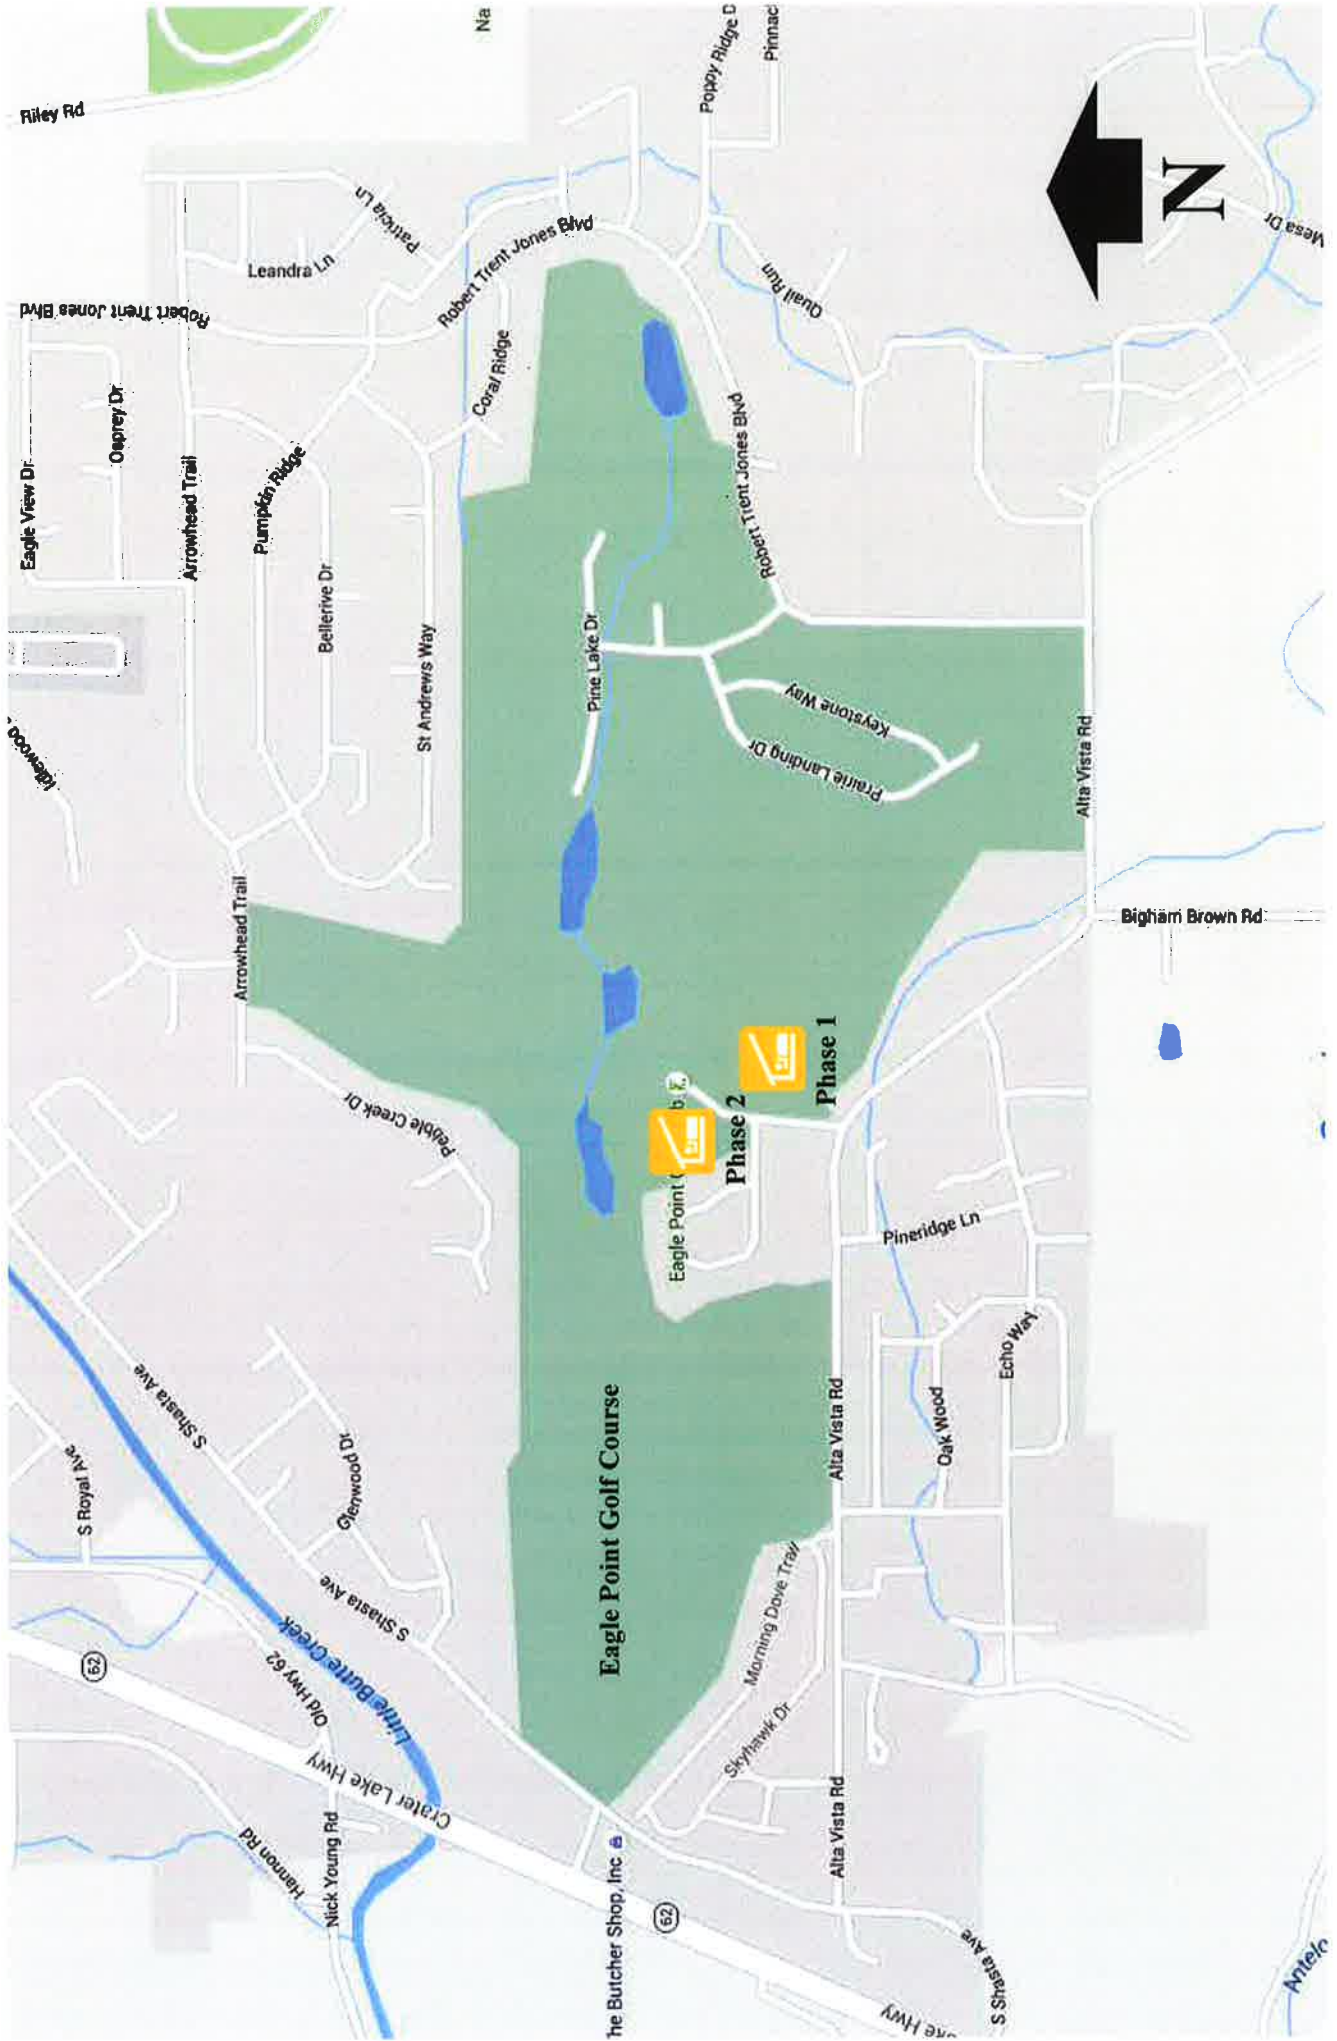 Riley Rd
Na
Poppy Ridge D
Pinnac
N
Mesa Dr
Patricia Ln
Leandra Ln
Robert Trent Jones Blvd
Robert Trent Jones Blvd
Quail Run
Eagle View Dr
Osprey Dr
Coral Ridge
Arrowhead Trail
Pumpkin Ridge
Bellerive Dr
St Andrews Way
Robert Trent Jones Blvd
Pine Lake Dr
Keystone Way
Prairie Landing Dr
Alta Vista Rd
Idlewood
Arrowhead Trail
Bigham Brown Rd
Pebble Creek Dr
Phase 1
Phase 2
Eagle Point
Pineridge Ln
S Shasta Ave
Echo Way
Oak Wood
Alta Vista Rd
S Royal Ave
Glenwood Dr
S Shasta Ave
Eagle Point Golf Course
Morning Dove Trail
Skyhawk Dr
Old Hwy 62
Little Butte Creek
62
Crater Lake Hwy
Alta Vista Rd
Hannon Rd
Nick Young Rd
he Butcher Shop, Inc
62
S Shasta Ave
ke Hwy
Antelo